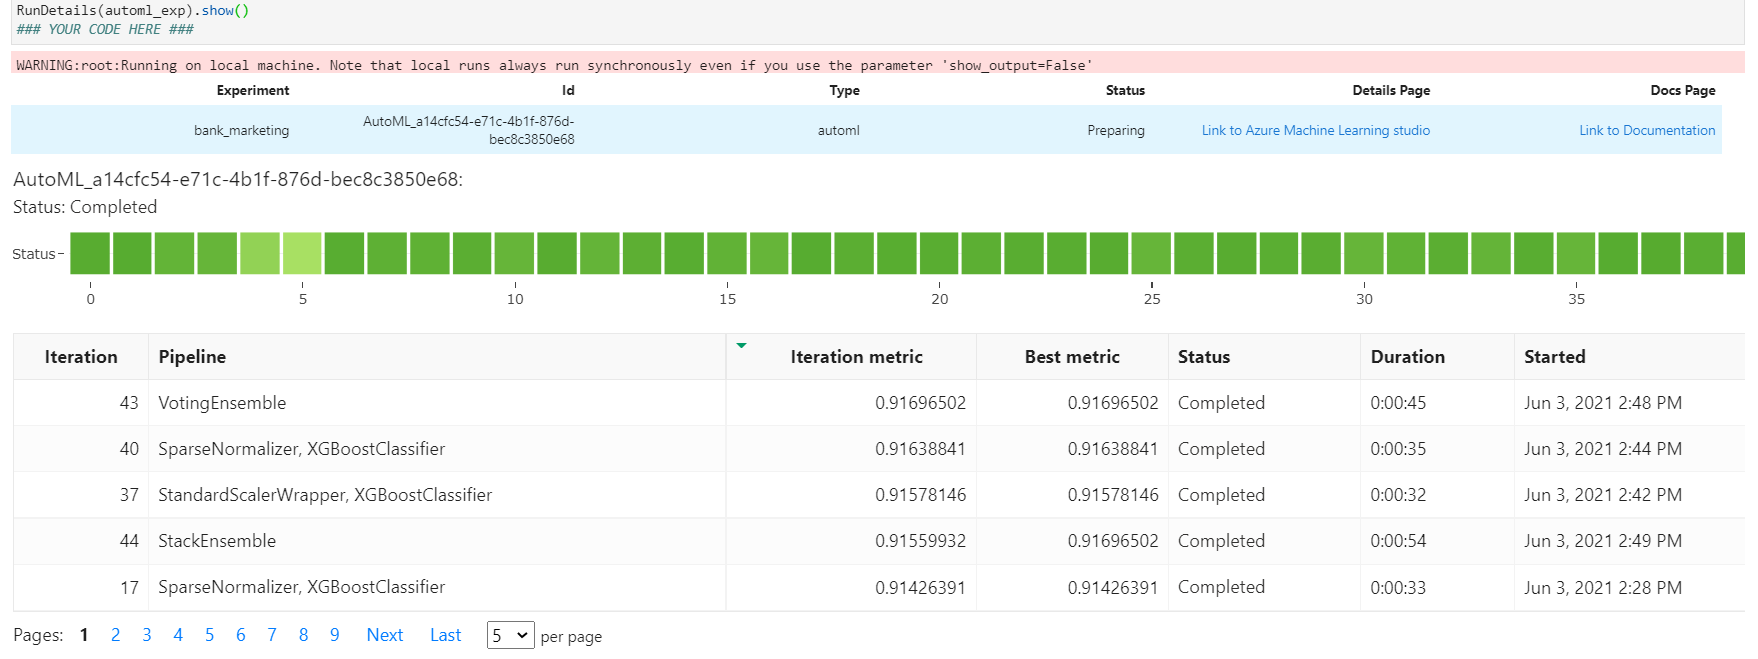 RunDetails(automl_exp).show()
### YOUR CODE HERE ###
WARNING:root:Running on local machine. Note that local runs always run synchronously even if you use the parameter 'show_output=False'
Experiment Id Type Status Details Page Docs Page
bank_marketing AutoML_a14cfc54-e71c-4b1f-876d- automl Preparing Link to Azure Machine Learning studio Link to Documentation
bec8c3850e68
AutoML_a14cfc54-e71c-4b1f-876d-bec8c3850e68:
Status: Completed
Status
0 5 10 15 20 25 30 35
Iteration Pipeline Iteration metric Best metric Status Duration Started
43 VotingEnsemble 0.91696502 0.91696502 Completed 0:00:45 Jun 3, 2021 2:48 PM
40 SparseNormalizer, XGBoostClassifier 0.91638841 0.91638841 Completed 0:00:35 Jun 3, 2021 2:44 PM
37 StandardScalerWrapper, XGBoostClassifier 0.91578146 0.91578146 Completed 0:00:32 Jun 3, 2021 2:42 PM
44 StackEnsemble 0.91559932 0.91696502 Completed 0:00:54 Jun 3, 2021 2:49 PM
17 SparseNormalizer, XGBoostClassifier 0.91426391 0.91426391 Completed 0:00:33 Jun 3, 2021 2:28 PM
Pages: 1 2 3 4 5 6 7 8 9 Next Last 5 per page